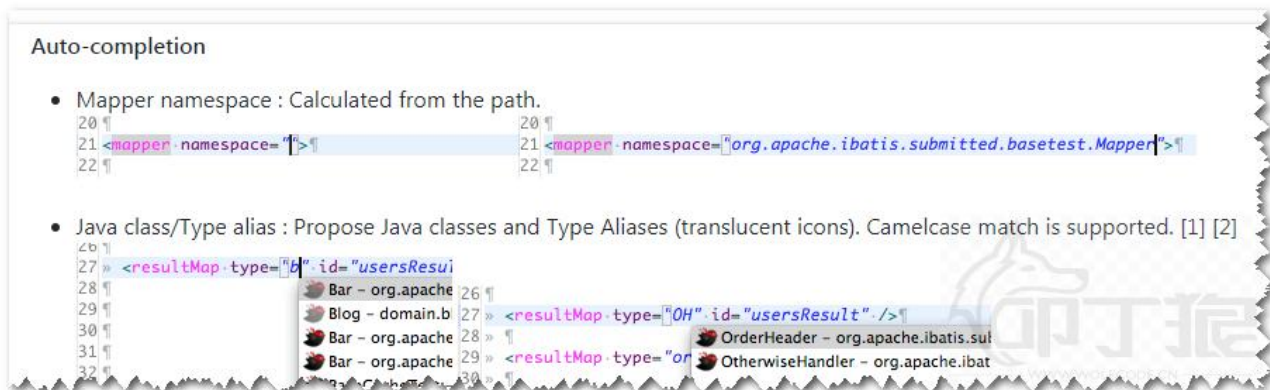 Auto-completion
• Mapper namespace : Calculated from the path.
20
21 <mapper namespace="">
22
20
21 <mapper namespace="org.apache.ibatis.submitted.basetest.Mapper">
22
• Java class/Type alias : Propose Java classes and Type Aliases (translucent icons). Camelcase match is supported. [1] [2]
26
27 » <resultMap type="b" id="usersResul
28
29
30
31
32
Bar – org.apache
Blog – domain.b
Bar – org.apache
Bar – org.apache
26
27 » <resultMap type="OH" id="usersResult" />
28 »
29 » <resultMap type="or
30 »
OrderHeader – org.apache.ibatis.sub
OtherwiseHandler – org.apache.ibat